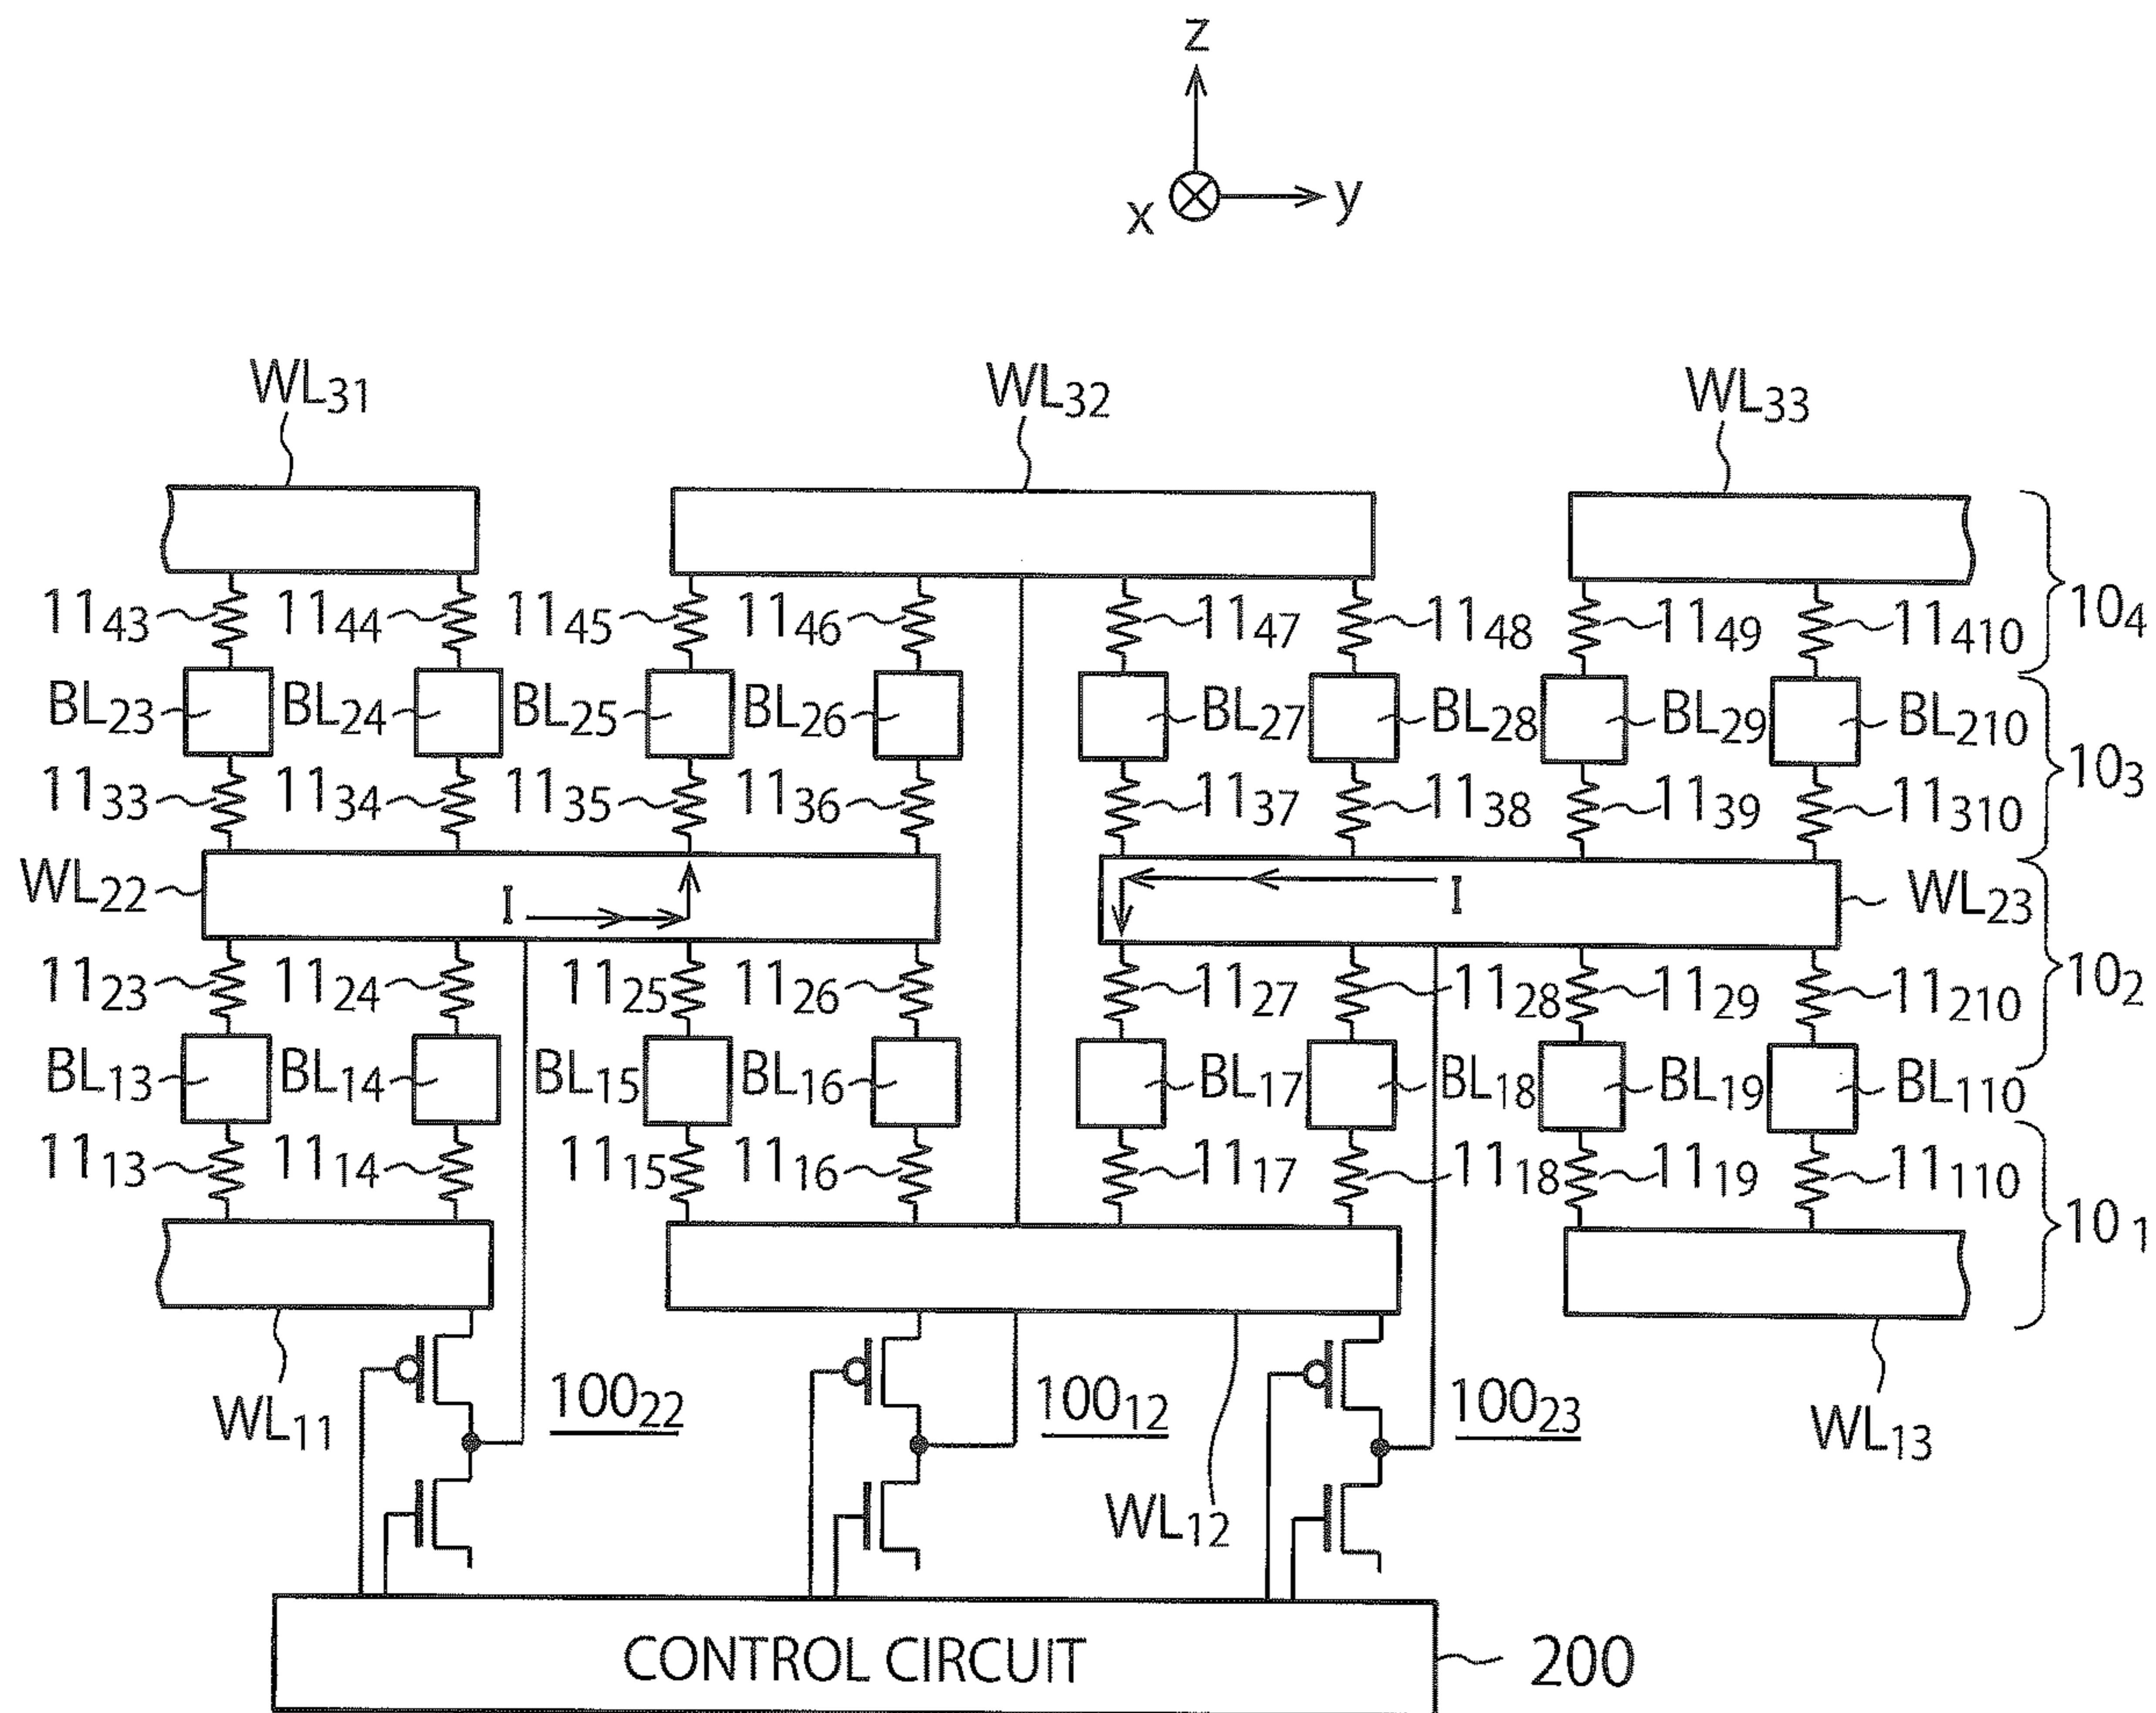 z
x y
WL31 WL32 WL33
1143 1144 1145 1146 1147 1148 1149 11410 104
BL23 BL24 BL25 BL26 BL27 BL28 BL29 BL210
1133 1134 1135 1136 1137 1138 1139 11310 103
WL22 I I WL23
1123 1124 1125 1126 1127 1128 1129 11210 102
BL13 BL14 BL15 BL16 BL17 BL18 BL19 BL110
1113 1114 1115 1116 1117 1118 1119 11110 101
WL11 10022 10012 10023 WL13
WL12
CONTROL CIRCUIT 200